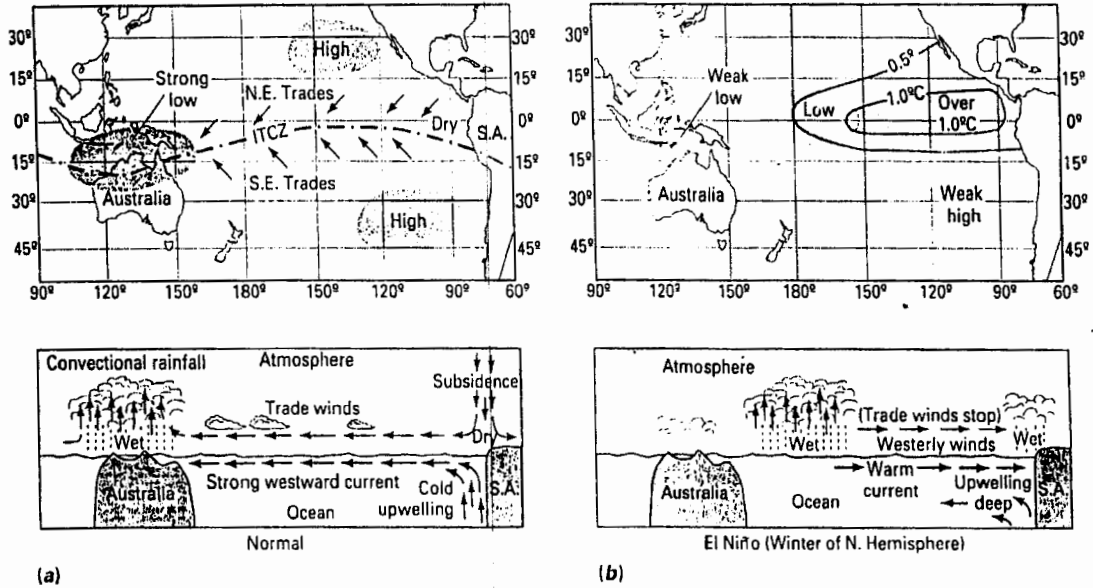 30º
15º
0º
15º
30º
45º
90º 120º 150º 180º 150º 120º 90º 60º
30º
15º
0º
15º
30º
45º
High
Strong
low
N.E. Trades
ITCZ
Dry
S.A.
S.E. Trades
Australia
High
30º
15º
0º
15º
30º
45º
90º 120º 150º 180º 150º 120º 90º 60º
30º
15º
0º
15º
30º
45º
0.5º
Weak
low
Low
1.0ºC
Over
1.0ºC
Australia
Weak
high
Convectional rainfall
Atmosphere
Subsidence
Trade winds
Wet
Dry
Strong westward current
Australia
Cold
upwelling
S.A.
Ocean
Normal
(a)
Atmosphere
(Trade winds stop)
Wet
Westerly winds
Wet
Warm
current
Upwelling
deep
Australia
S.A.
Ocean
El Niño (Winter of N. Hemisphere)
(b)